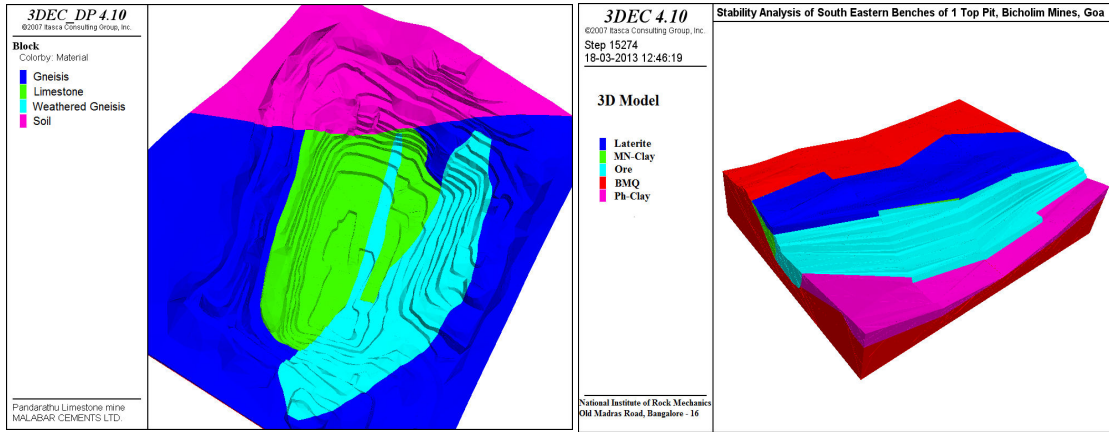 3DEC_DP 4.10
©2007 Itasca Consulting Group, Inc.
Block
Colorby: Material
Gneisis
Limestone
Weathered Gneisis
Soil
Pandarathu Limestone mine
MALABAR CEMENTS LTD.
3DEC 4.10
©2007 Itasca Consulting Group, Inc.
Step 15274
18-03-2013 12:46:19
3D Model
Laterite
MN-Clay
Ore
BMQ
Ph-Clay
National Institute of Rock Mechanics
Old Madras Road, Bangalore - 16
Stability Analysis of South Eastern Benches of 1 Top Pit, Bicholim Mines, Goa